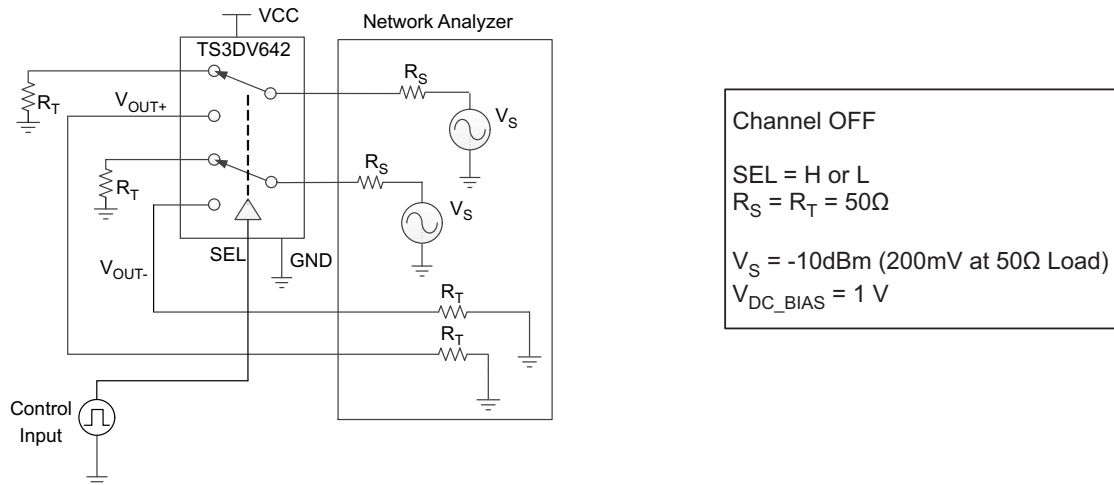 VCC
Network Analyzer
TS3DV642
R_S
R_T
V_OUT+
V_S
R_S
R_T
V_S
SEL
GND
V_OUT-
R_T
R_T
Control
Input
Channel OFF
SEL = H or L
R_S = R_T = 50Ω
V_S = -10dBm (200mV at 50Ω Load)
V_DC_BIAS = 1 V